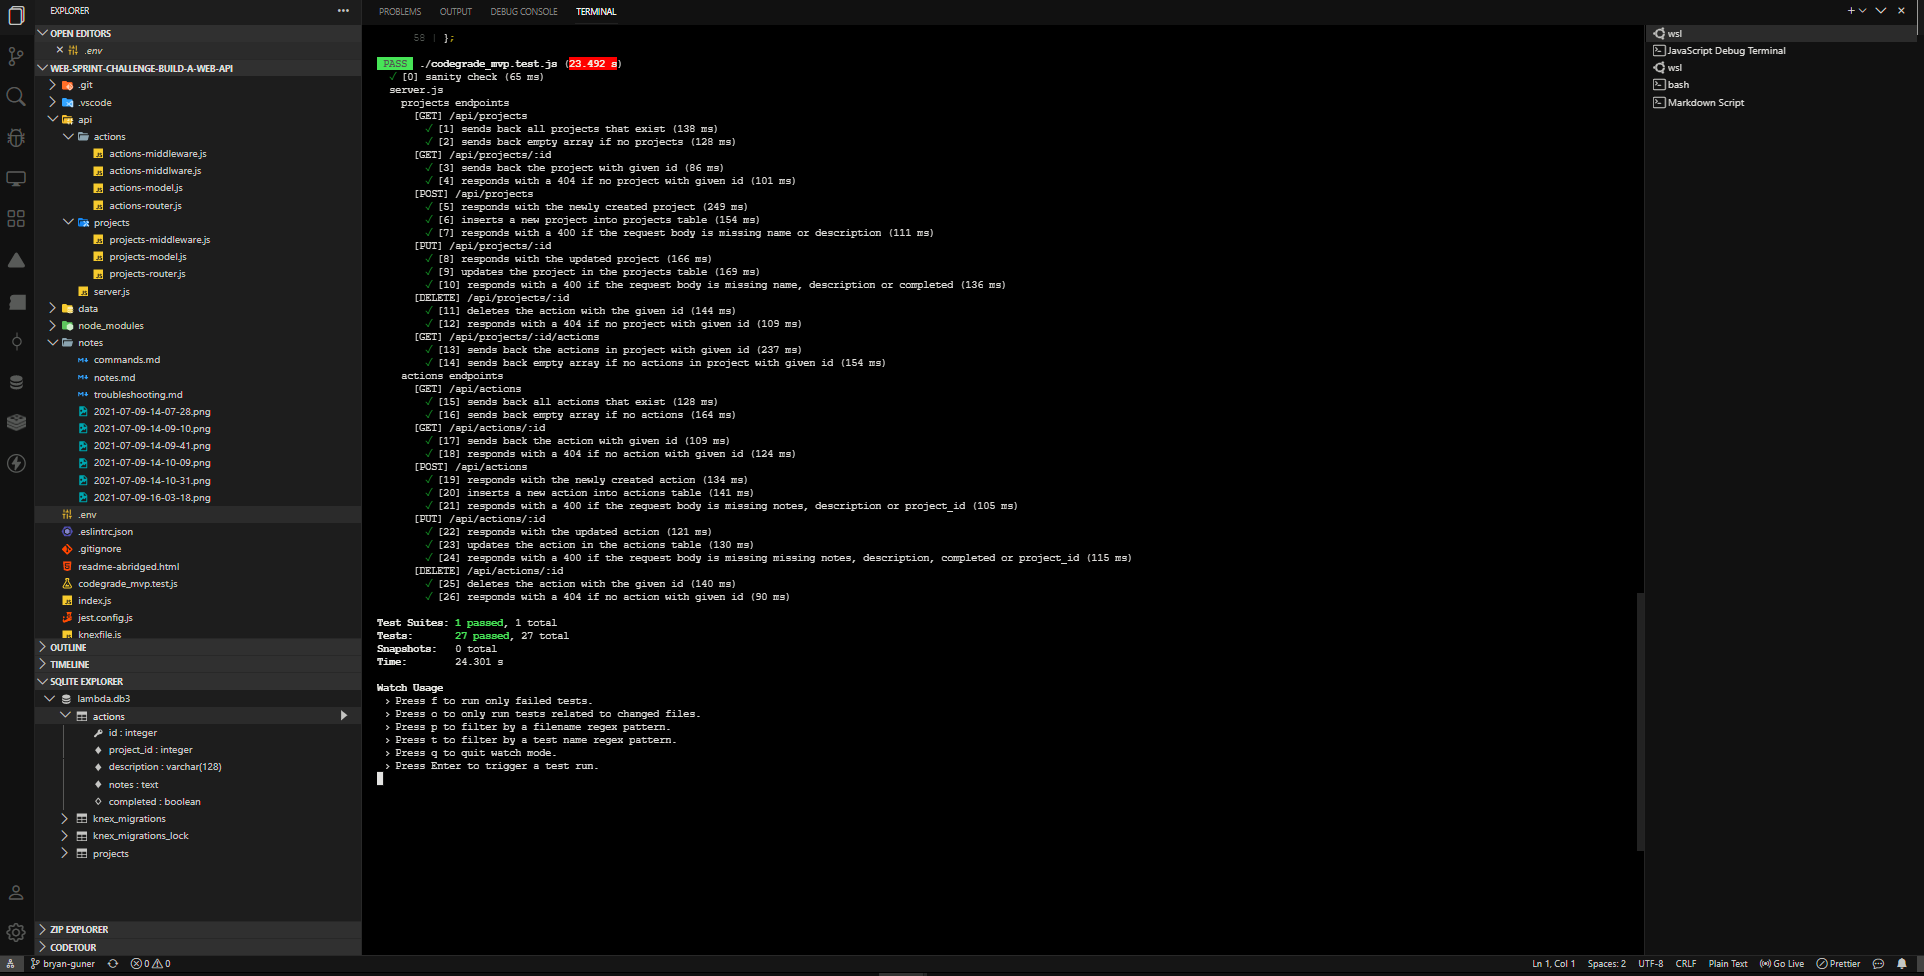 EXPLORER
OPEN EDITORS
.env
WEB-SPRINT-CHALLENGE-BUILD-A-WEB-API
.git
.vscode
api
actions
actions-middleware.js
actions-middlware.js
actions-model.js
actions-router.js
projects
projects-middleware.js
projects-model.js
projects-router.js
server.js
data
node_modules
notes
commands.md
notes.md
troubleshooting.md
2021-07-09-14-07-28.png
2021-07-09-14-09-10.png
2021-07-09-14-09-41.png
2021-07-09-14-10-09.png
2021-07-09-14-10-31.png
2021-07-09-16-03-18.png
.env
.eslintrc.json
.gitignore
readme-abridged.html
codegrade_mvp.test.js
index.js
jest.config.js
knexfile.js
OUTLINE
TIMELINE
SQLITE EXPLORER
lambda.db3
actions
id : integer
project_id : integer
description : varchar(128)
notes : text
completed : boolean
knex_migrations
knex_migrations_lock
projects
ZIP EXPLORER
CODETOUR
PROBLEMS OUTPUT DEBUG CONSOLE TERMINAL
58 | };
PASS ./codegrade_mvp.test.js (23.492 s)
✓ [0] sanity check (65 ms)
server.js
projects endpoints
[GET] /api/projects
✓ [1] sends back all projects that exist (138 ms)
✓ [2] sends back empty array if no projects (128 ms)
[GET] /api/projects/:id
✓ [3] sends back the project with given id (86 ms)
✓ [4] responds with a 404 if no project with given id (101 ms)
[POST] /api/projects
✓ [5] responds with the newly created project (249 ms)
✓ [6] inserts a new project into projects table (154 ms)
✓ [7] responds with a 400 if the request body is missing name or description (111 ms)
[PUT] /api/projects/:id
✓ [8] responds with the updated project (166 ms)
✓ [9] updates the project in the projects table (169 ms)
✓ [10] responds with a 400 if the request body is missing name, description or completed (136 ms)
[DELETE] /api/projects/:id
✓ [11] deletes the action with the given id (144 ms)
✓ [12] responds with a 404 if no project with given id (109 ms)
[GET] /api/projects/:id/actions
✓ [13] sends back the actions in project with given id (237 ms)
✓ [14] sends back empty array if no actions in project with given id (154 ms)
actions endpoints
[GET] /api/actions
✓ [15] sends back all actions that exist (128 ms)
✓ [16] sends back empty array if no actions (164 ms)
[GET] /api/actions/:id
✓ [17] sends back the action with given id (109 ms)
✓ [18] responds with a 404 if no action with given id (124 ms)
[POST] /api/actions
✓ [19] responds with the newly created action (134 ms)
✓ [20] inserts a new action into actions table (141 ms)
✓ [21] responds with a 400 if the request body is missing notes, description or project_id (105 ms)
[PUT] /api/actions/:id
✓ [22] responds with the updated action (121 ms)
✓ [23] updates the action in the actions table (130 ms)
✓ [24] responds with a 400 if the request body is missing missing notes, description, completed or project_id (115 ms)
[DELETE] /api/actions/:id
✓ [25] deletes the action with the given id (140 ms)
✓ [26] responds with a 404 if no action with given id (90 ms)
Test Suites: 1 passed, 1 total
Tests: 27 passed, 27 total
Snapshots: 0 total
Time: 24.301 s
Watch Usage
› Press f to run only failed tests.
› Press o to only run tests related to changed files.
› Press p to filter by a filename regex pattern.
› Press t to filter by a test name regex pattern.
› Press q to quit watch mode.
› Press Enter to trigger a test run.
wsl
JavaScript Debug Terminal
wsl
bash
Markdown Script
bryan-guner 0 0 Ln 1, Col 1 Spaces: 2 UTF-8 CRLF Plain Text Go Live Prettier